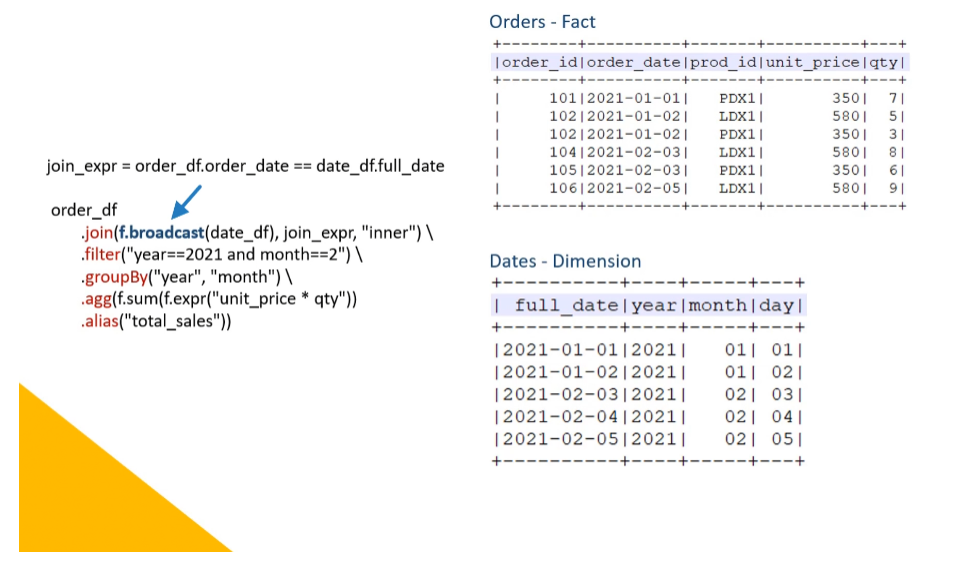 join_expr = order_df.order_date == date_df.full_date
order_df
.join(f.broadcast(date_df), join_expr, "inner") \
.filter("year==2021 and month==2") \
.groupBy("year", "month") \
.agg(f.sum(f.expr("unit_price * qty"))
.alias("total_sales"))
Orders - Fact
+--------+----------+-------+----------+---+
|order_id|order_date|prod_id|unit_price|qty|
+--------+----------+-------+----------+---+
|     101|2021-01-01|   PDX1|       350|  7|
|     102|2021-01-02|   LDX1|       580|  5|
|     102|2021-01-02|   PDX1|       350|  3|
|     104|2021-02-03|   LDX1|       580|  8|
|     105|2021-02-03|   PDX1|       350|  6|
|     106|2021-02-05|   LDX1|       580|  9|
+--------+----------+-------+----------+---+
Dates - Dimension
+----------+----+-----+---+
| full_date|year|month|day|
+----------+----+-----+---+
|2021-01-01|2021|   01| 01|
|2021-01-02|2021|   01| 02|
|2021-02-03|2021|   02| 03|
|2021-02-04|2021|   02| 04|
|2021-02-05|2021|   02| 05|
+----------+----+-----+---+